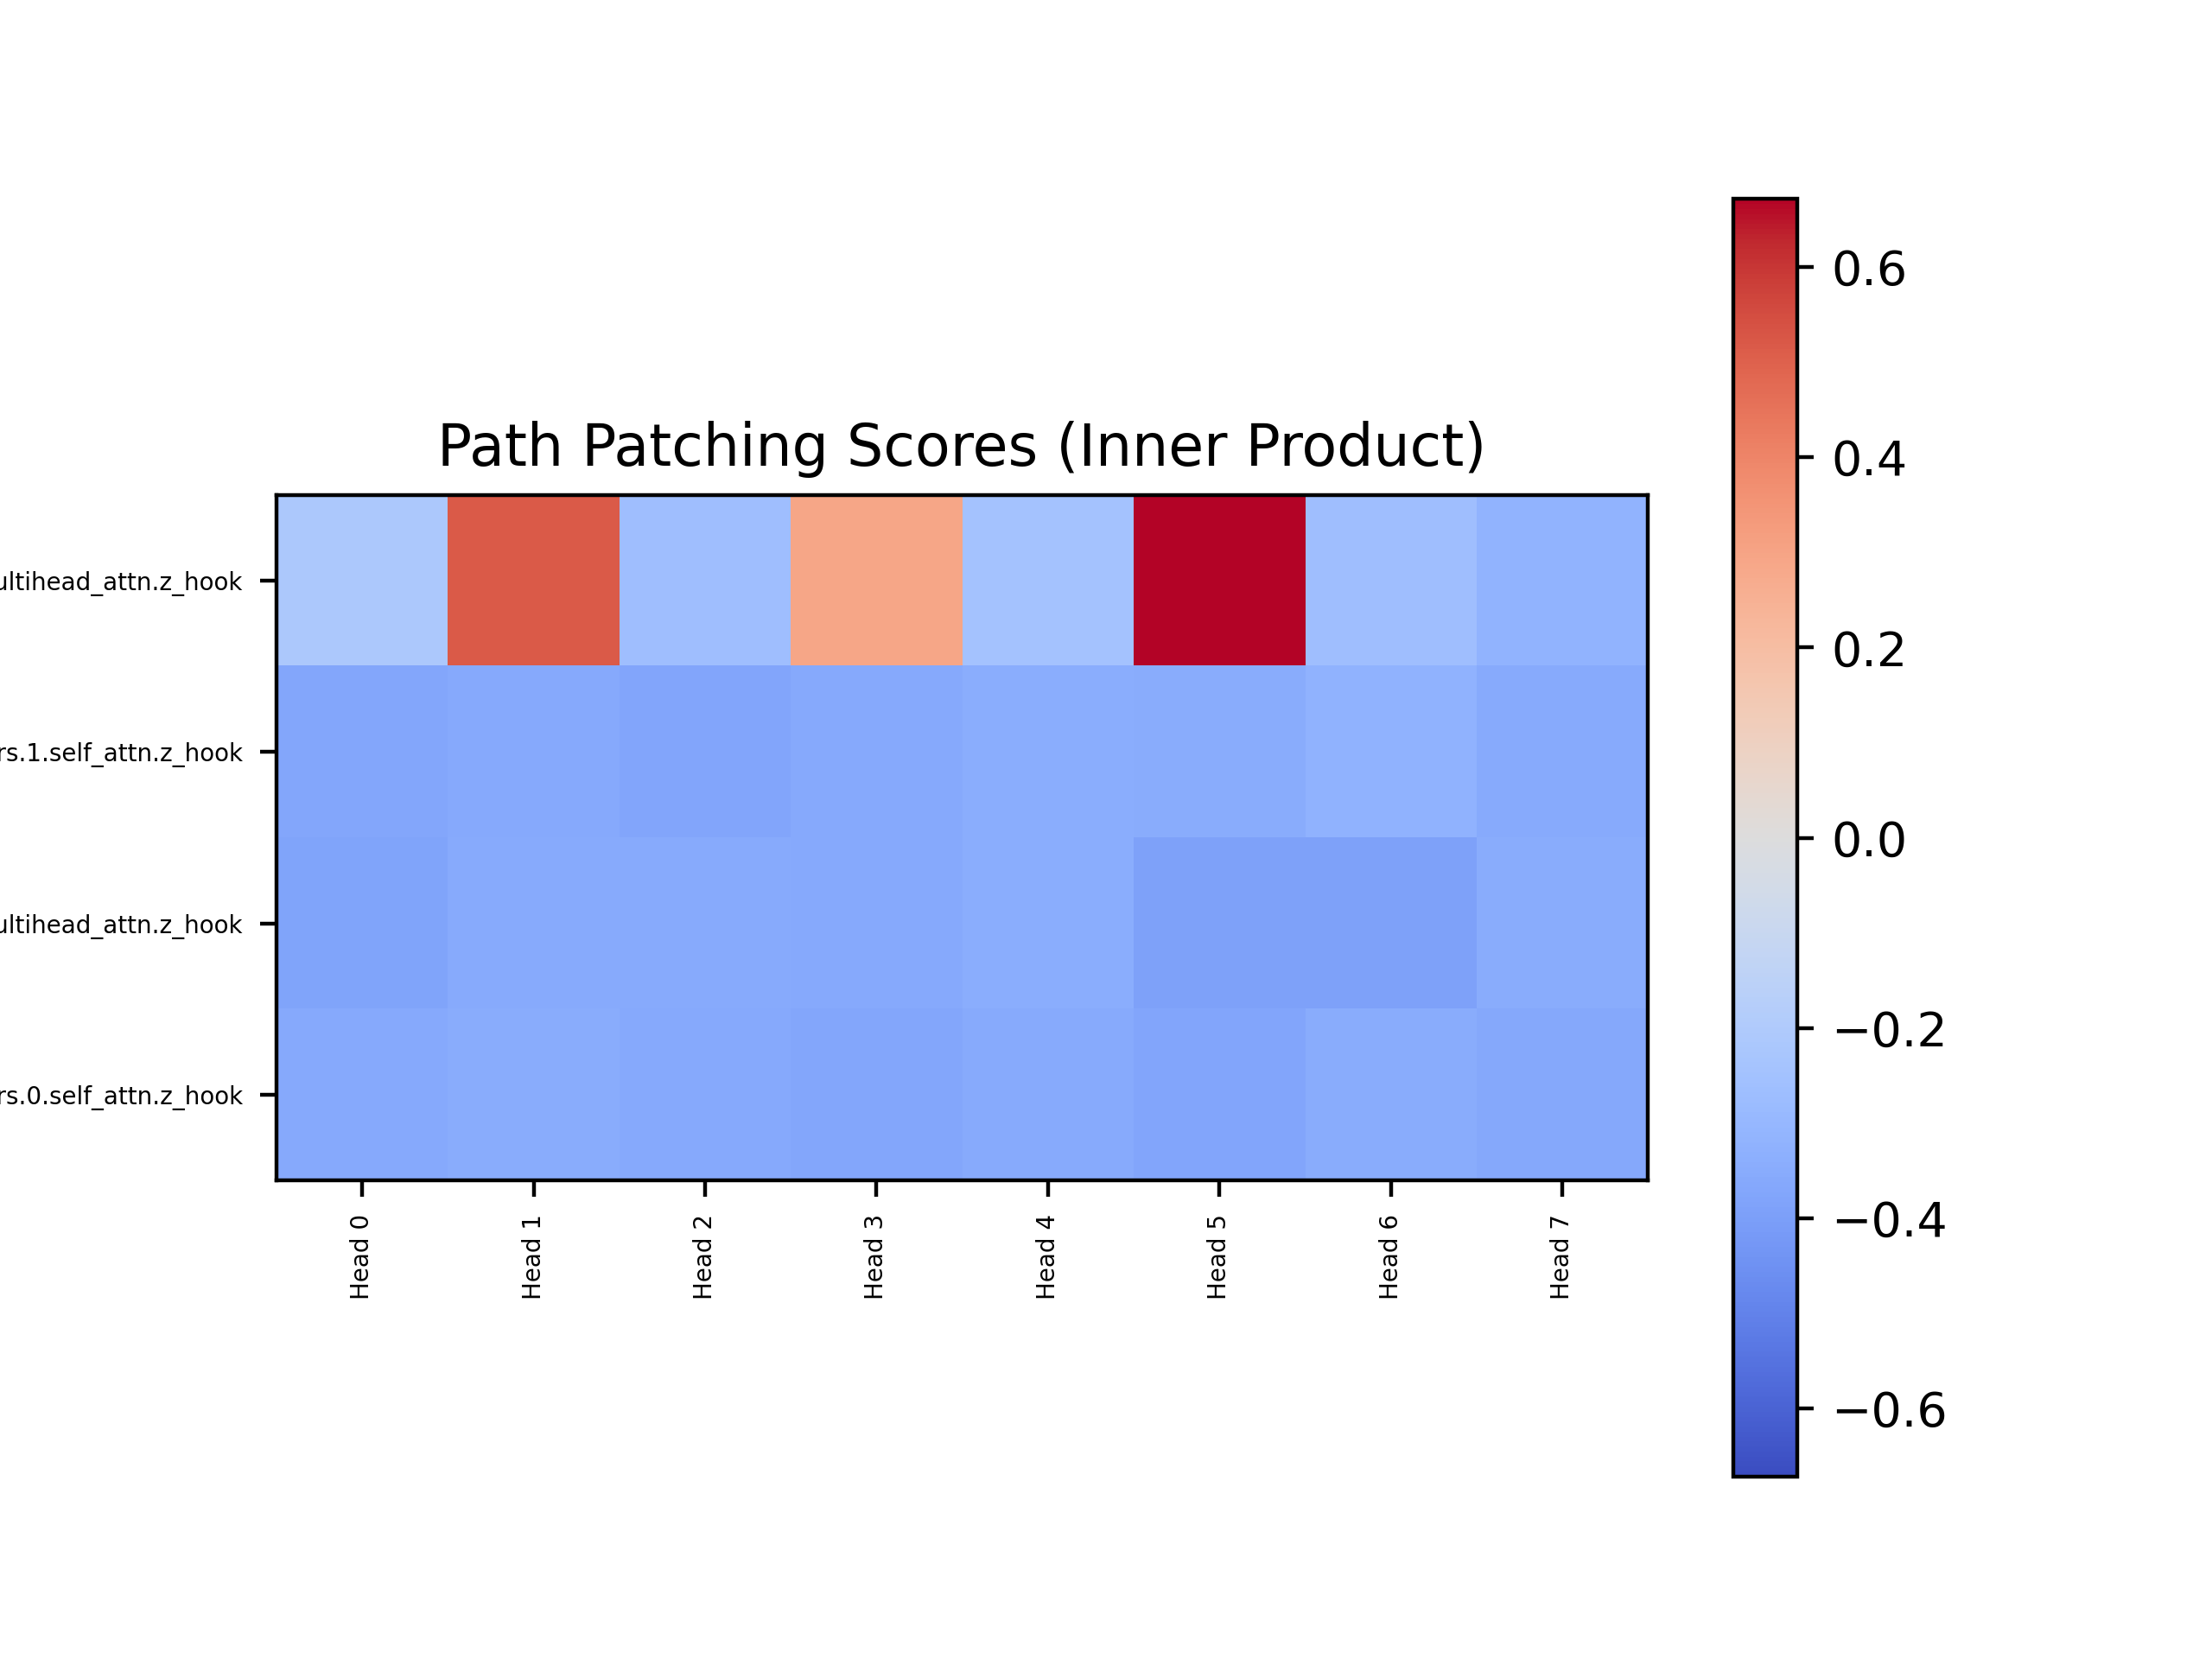 Path Patching Scores (Inner Product)
ultihead_attn.z_hook
rs.1.self_attn.z_hook
ultihead_attn.z_hook
rs.0.self_attn.z_hook
Head 0
Head 1
Head 2
Head 3
Head 4
Head 5
Head 6
Head 7
0.6
0.4
0.2
0.0
−0.2
−0.4
−0.6